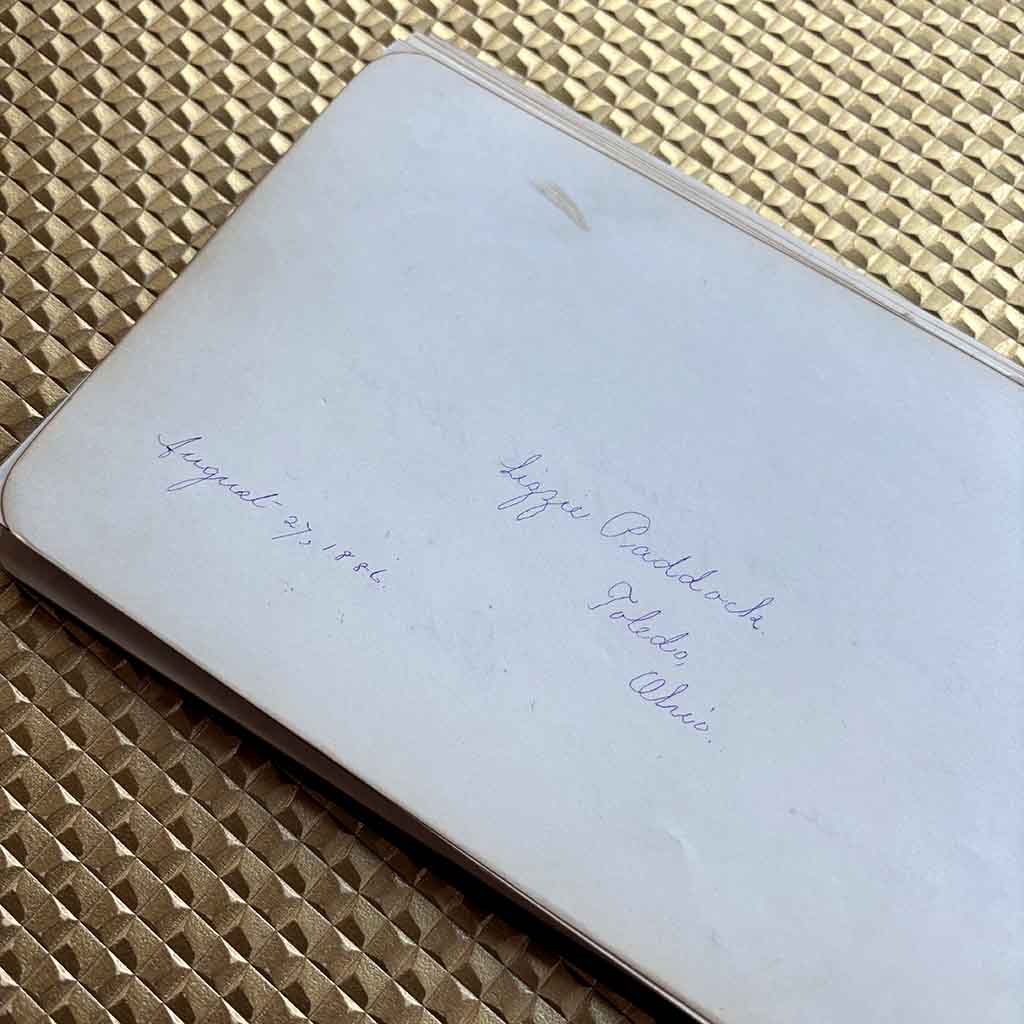 Lizzie Paddock.
Toledo,
Ohio.
August 27, 1886.